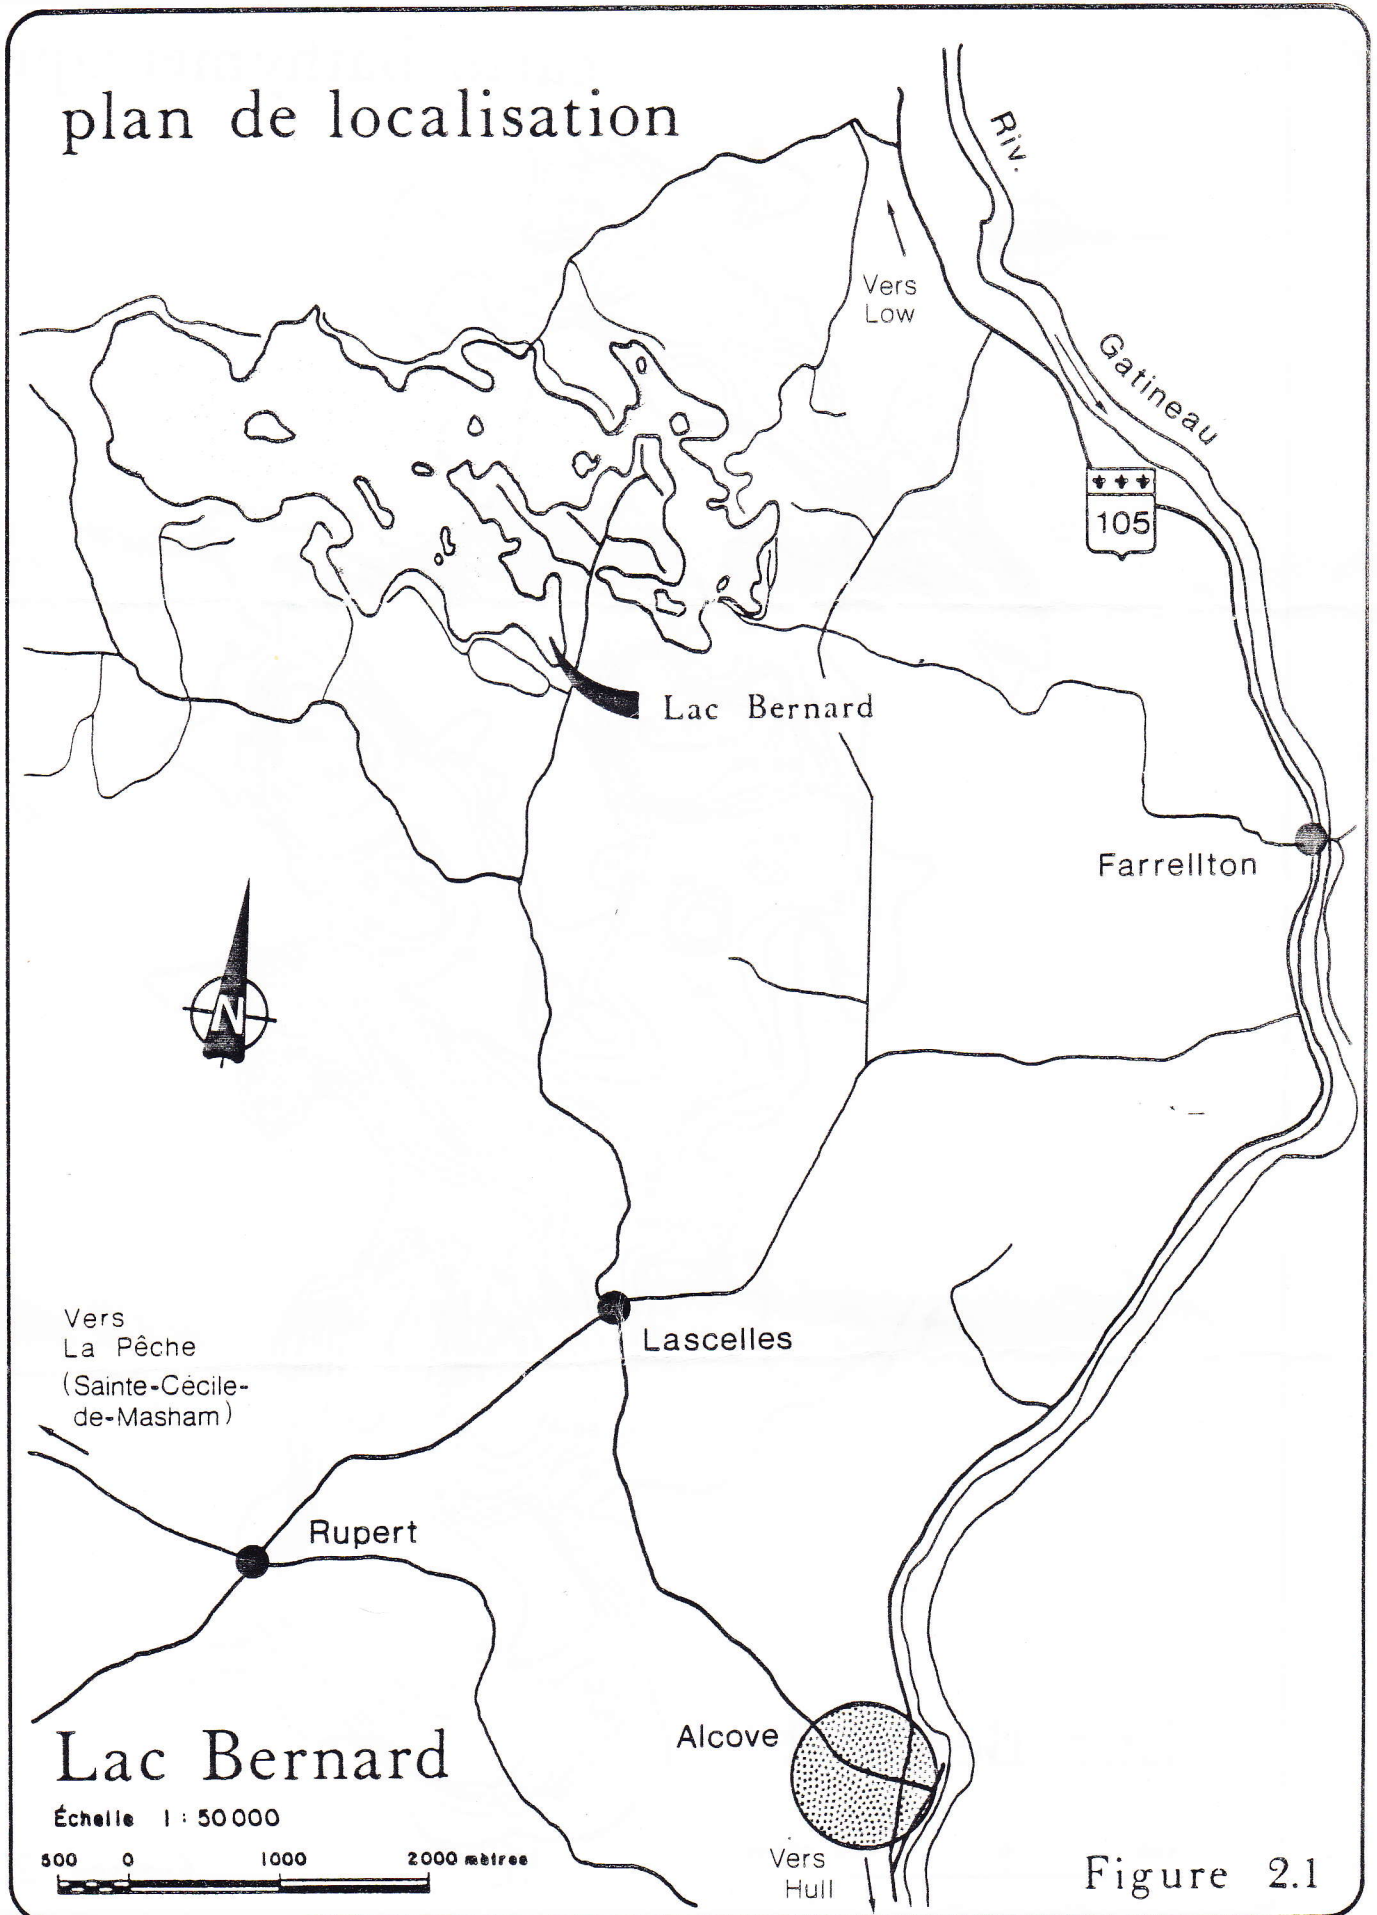 plan de localisation
Riv.
Gatineau
Vers
Low
105
Lac Bernard
Farrellton
N
Lascelles
Vers
La Pêche
(Sainte-Cécile-
de-Masham)
Rupert
Alcove
Lac Bernard
Échelle 1 : 50 000
500 0 1000 2000 mètres
Vers
Hull
Figure 2.1